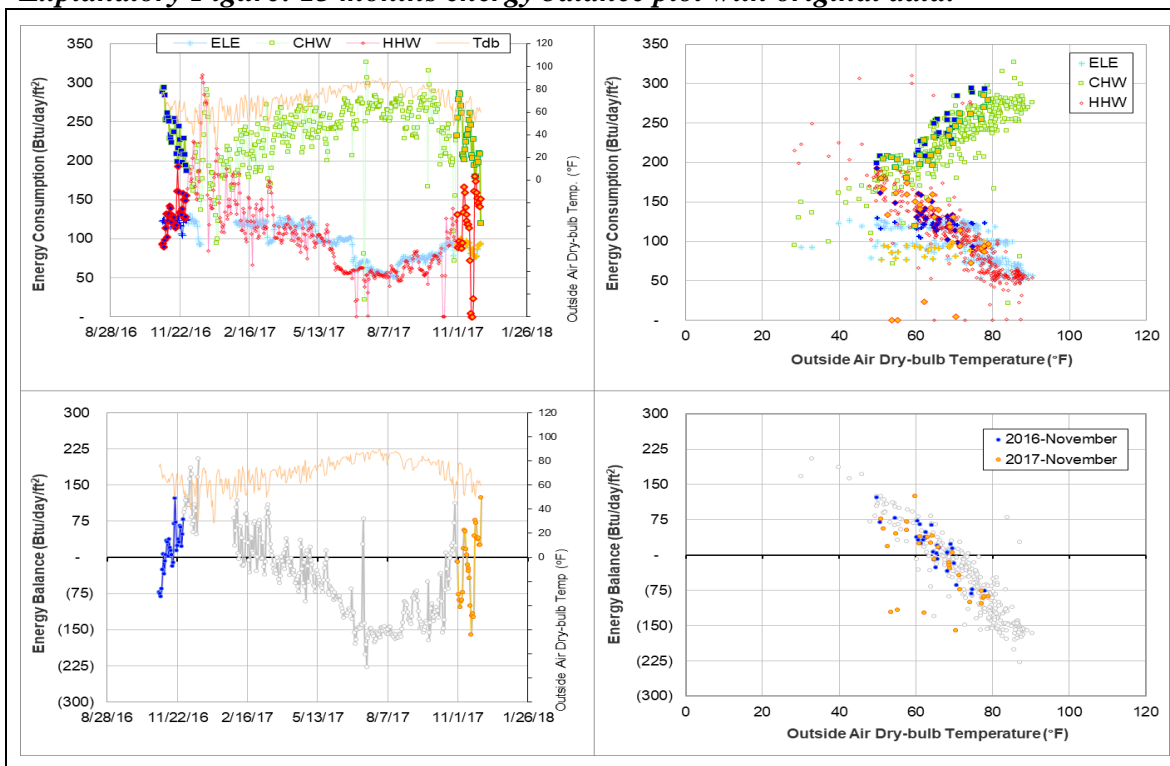 Explanatory Figure: 13 months energy balance plot with original data.
ELE CHW HHW Tdb
Energy Consumption (Btu/day/ft²)
350
300
250
200
150
100
50
-
120
100
80
60
40
20
0
Outside Air Dry-bulb Temp. (°F)
8/28/16 11/22/16 2/16/17 5/13/17 8/7/17 11/1/17 1/26/18
ELE
CHW
HHW
Energy Consumption (Btu/day/ft²)
350
300
250
200
150
100
50
-
0 20 40 60 80 100 120
Outside Air Dry-bulb Temperature (°F)
Energy Balance (Btu/day/ft²)
300
225
150
75
-
(75)
(150)
(225)
(300)
120
100
80
60
40
20
0
Outside Air Dry-bulb Temp (°F)
8/28/16 11/22/16 2/16/17 5/13/17 8/7/17 11/1/17 1/26/18
2016-November
2017-November
Energy Balance (Btu/day/ft²)
300
225
150
75
-
(75)
(150)
(225)
(300)
0 20 40 60 80 100 120
Outside Air Dry-bulb Temperature (°F)